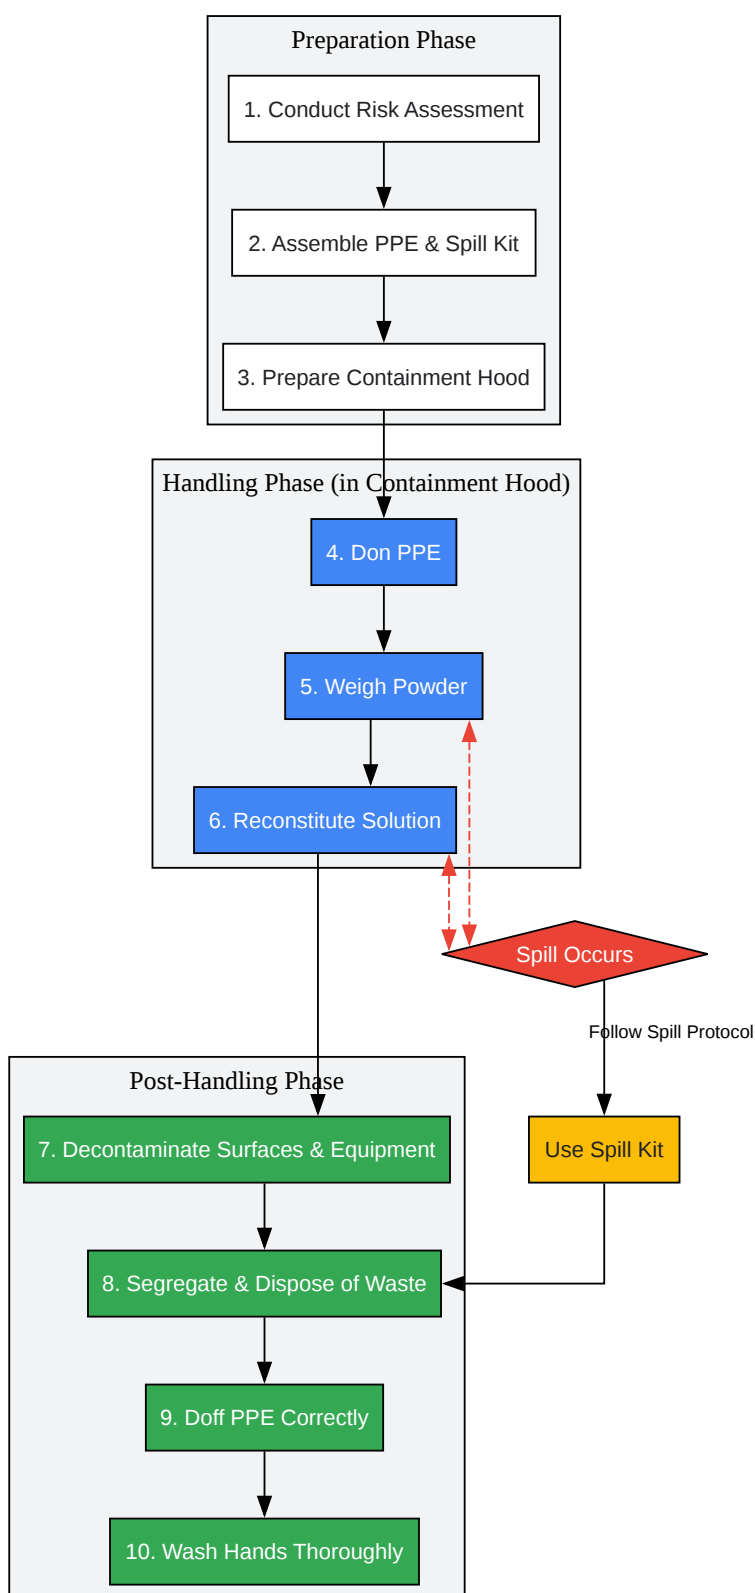 Preparation Phase
1. Conduct Risk Assessment
2. Assemble PPE & Spill Kit
3. Prepare Containment Hood
Handling Phase (in Containment Hood)
4. Don PPE
5. Weigh Powder
6. Reconstitute Solution
Spill Occurs
Follow Spill Protocol
Post-Handling Phase
7. Decontaminate Surfaces & Equipment
Use Spill Kit
8. Segregate & Dispose of Waste
9. Doff PPE Correctly
10. Wash Hands Thoroughly